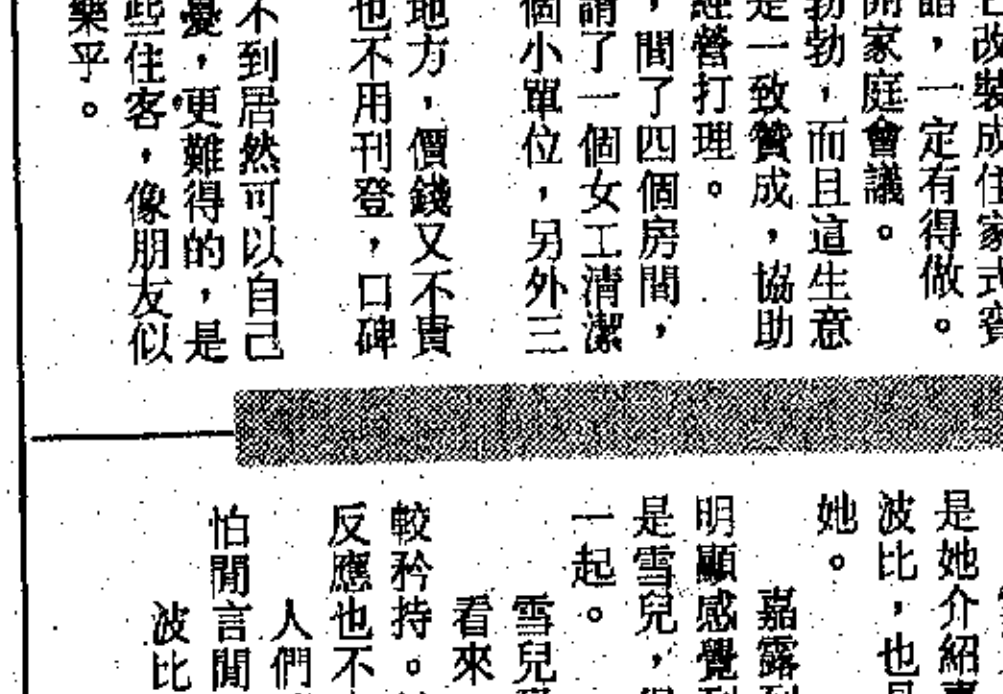 改裝成住家式賓
，一定有得做。
開家庭會議。
勃勃，而且這生意
是一致贊成，協助
經營打理。
，間了四個房間，
請了一個女工清潔
個小單位，另外三
地方，價錢又不貴
也不用刊登，口碑
不到居然可以自己
憂，更難得的，是
些住客，像朋友似
樂乎。
是她介紹
波比，也
她。
嘉露
明顯感覺
是雪兒，
一起。
雪兒
看來
較矜持。
反應也不
人們
怕閒言閒
波比